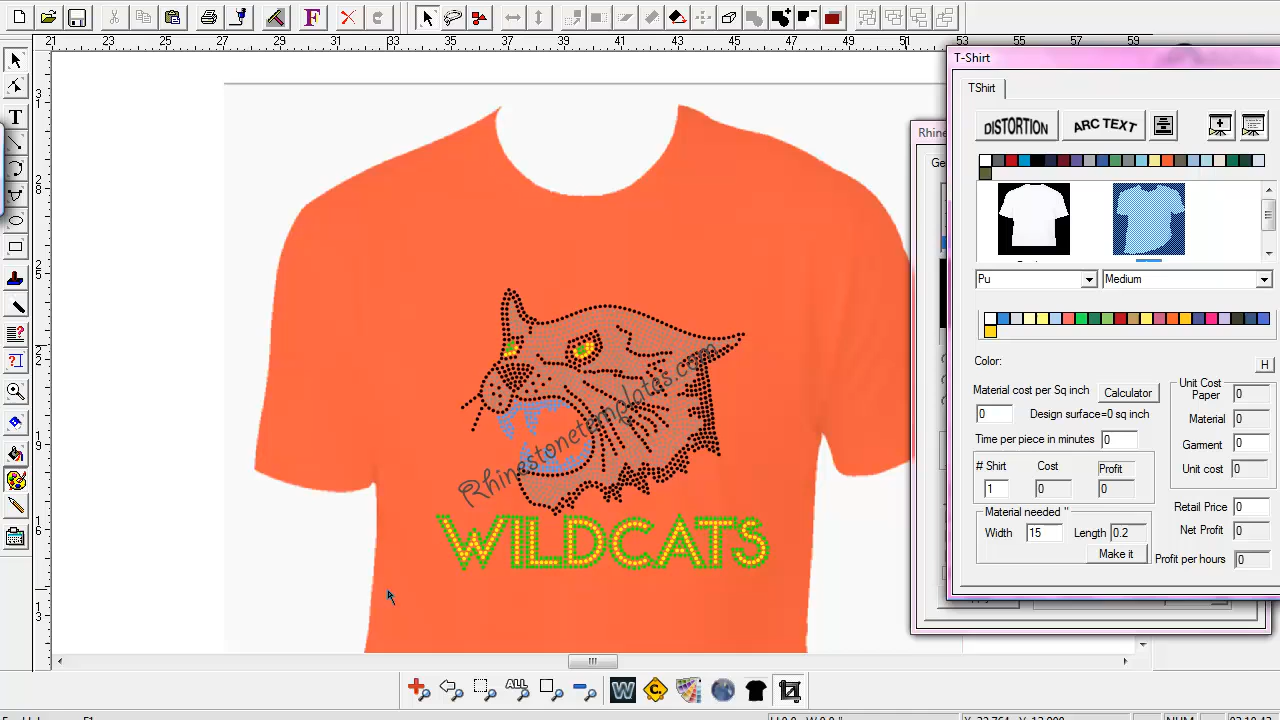 F
21 23 25 27 29 31 33 35 37 39 41 43 45 47 49 51 53 55 57 59
T-Shirt
TShirt
DISTORTION ARC TEXT
Rhine
Ge
Pu Medium
Color: H
Material cost per Sq inch Calculator
0 Design surface=0 sq inch
Time per piece in minutes 0
# Shirt Cost Profit
1 0 0
Material needed "
Width 15 Length 0.2
Make it
Unit Cost
Paper 0
Material: 0
Garment 0
Unit cost: 0
Retail Price 0
Net Profit 0
Profit per hours 0
Rhinestonetemplates.com
WILDCATS
ALL
W C.